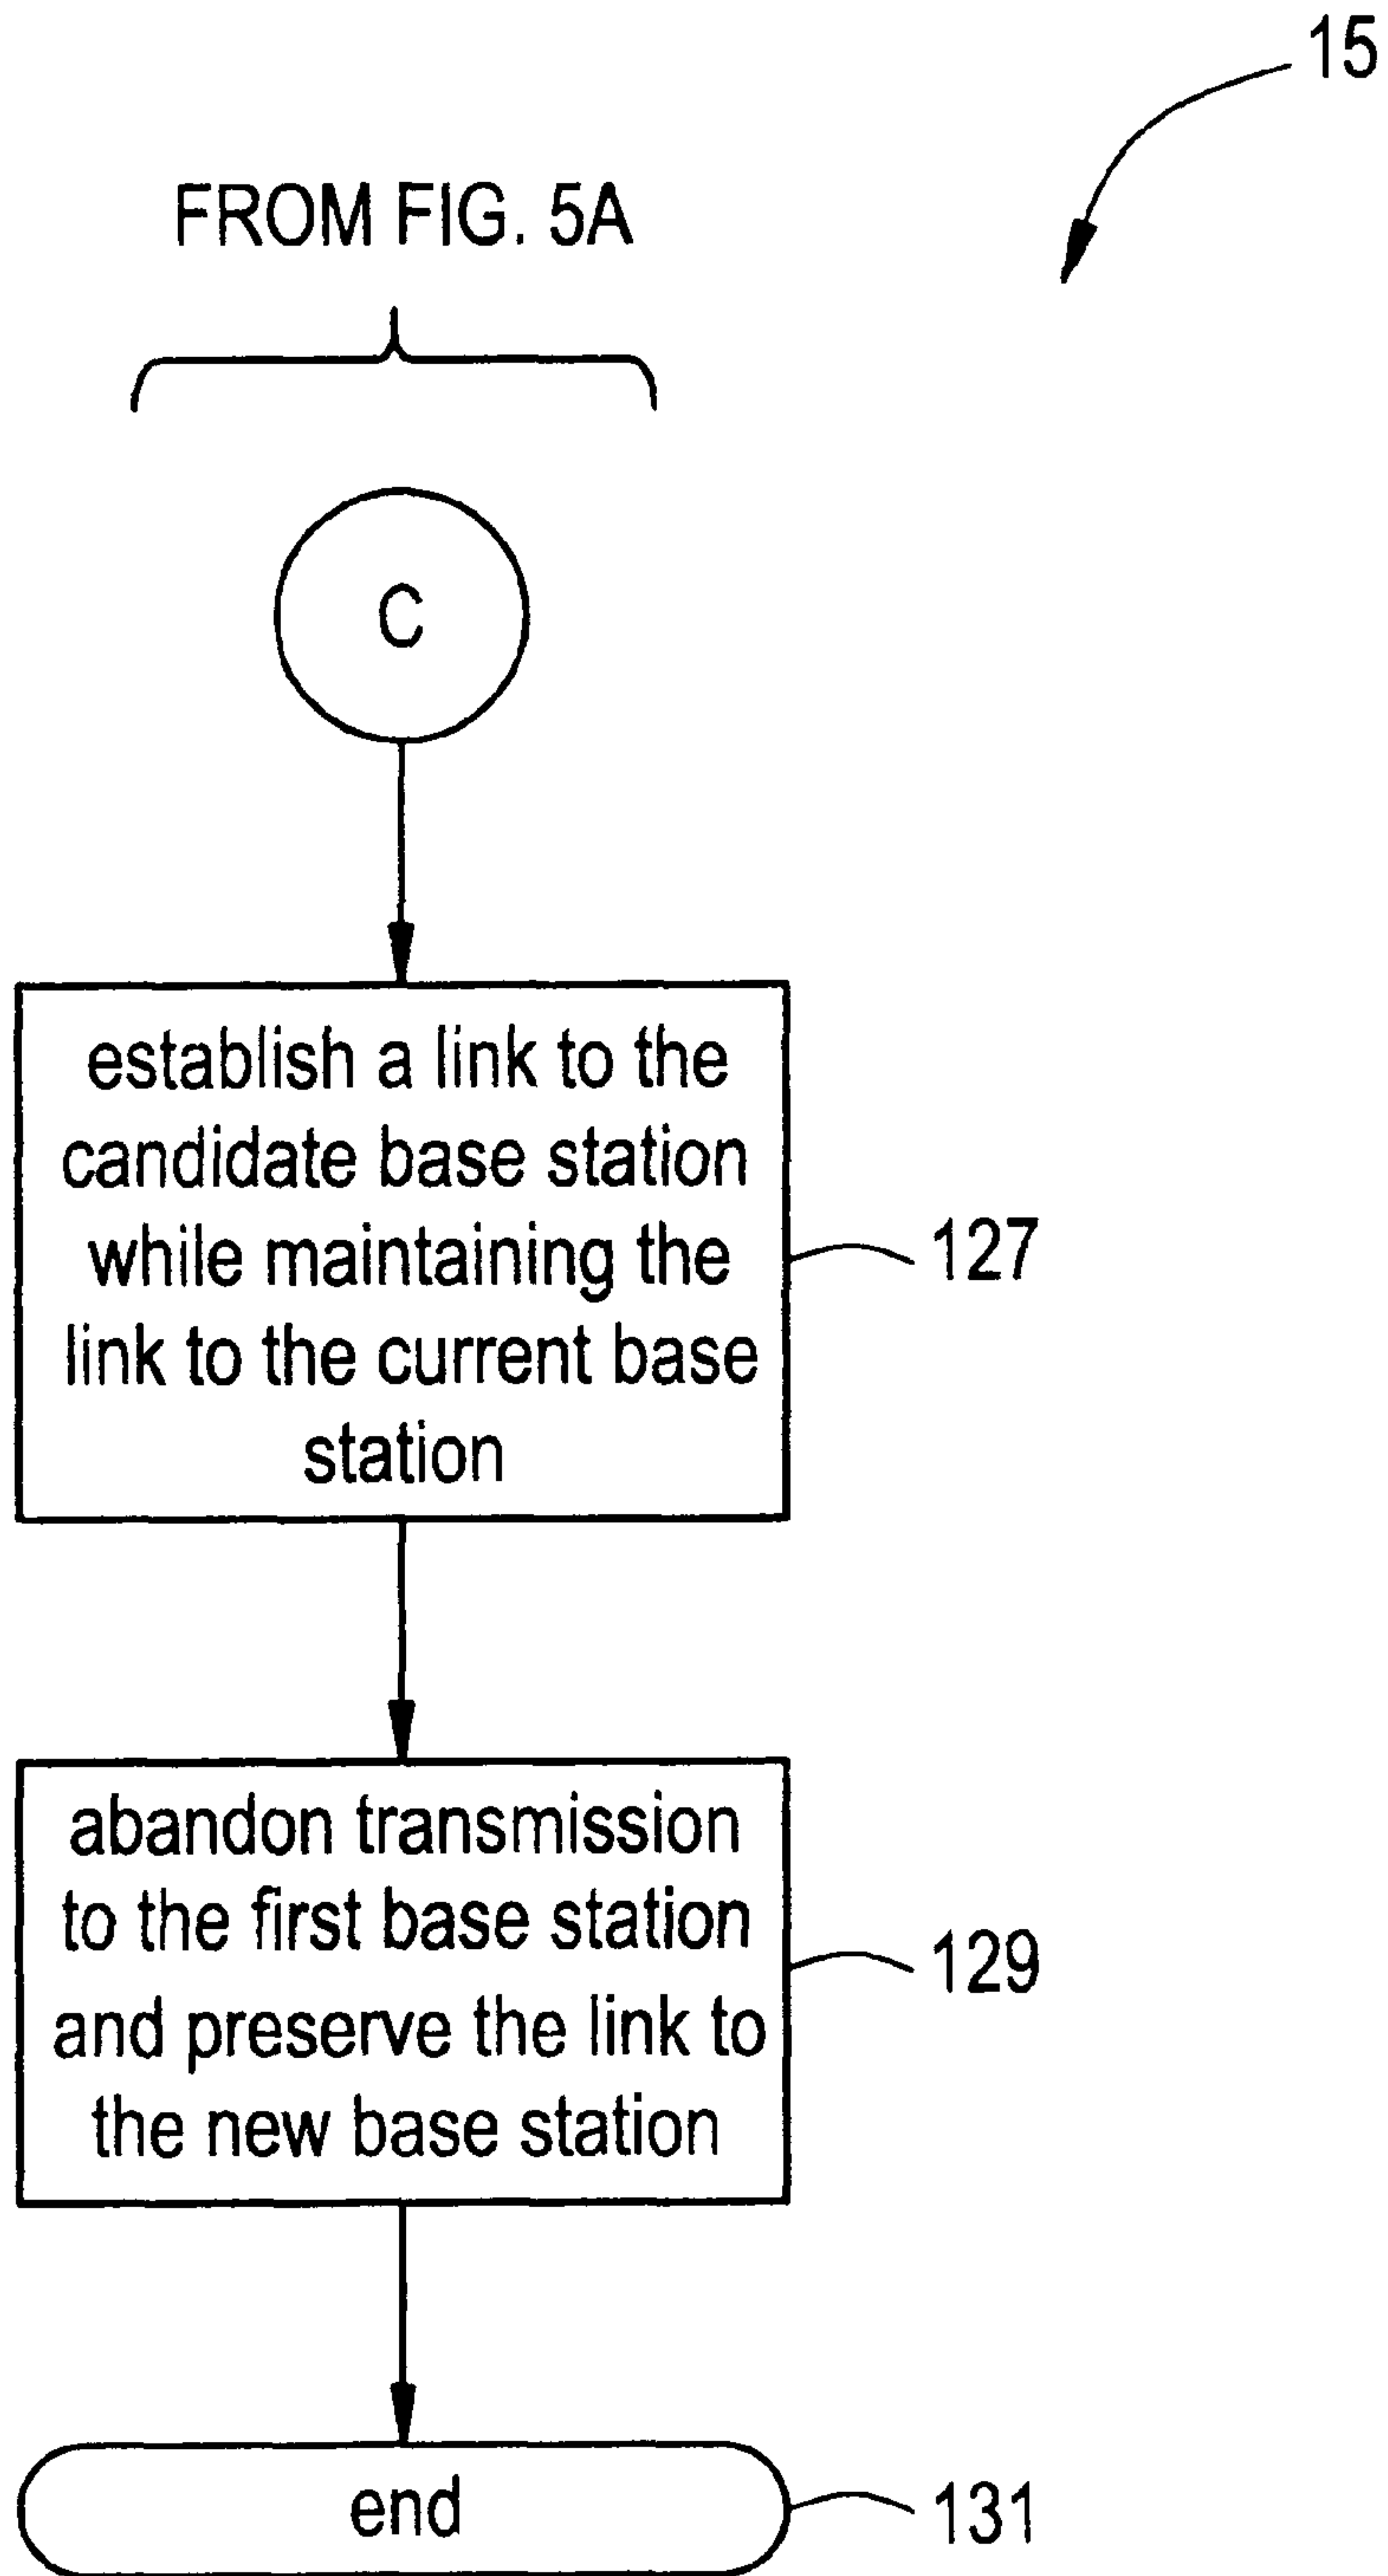 15
FROM FIG. 5A
C
establish a link to the
candidate base station
while maintaining the
link to the current base
station
127
abandon transmission
to the first base station
and preserve the link to
the new base station
129
end
131